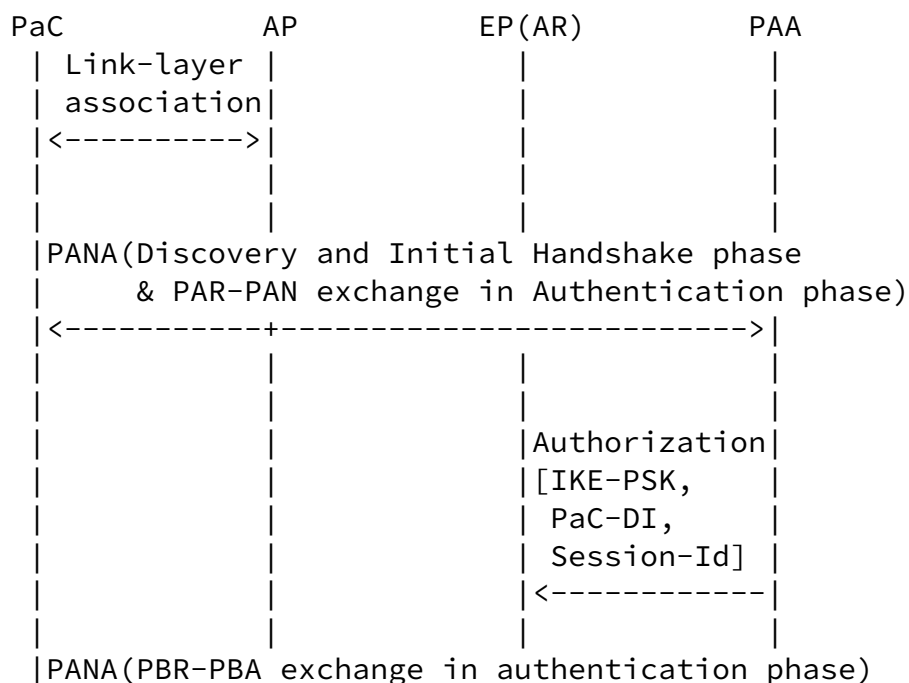 PaC AP EP(AR) PAA
| Link-layer | | |
| association| | |
|<---------->| | |
| | | |
| | | |
|PANA(Discovery and Initial Handshake phase
& PAR-PAN exchange in Authentication phase)
|<-----------+------------------------->|
| | | |
| | | |
| | |Authorization|
| | |[IKE-PSK, |
| | | PaC-DI, |
| | | Session-Id] |
| | |<------------|
| | | |
|PANA(PBR-PBA exchange in authentication phase)